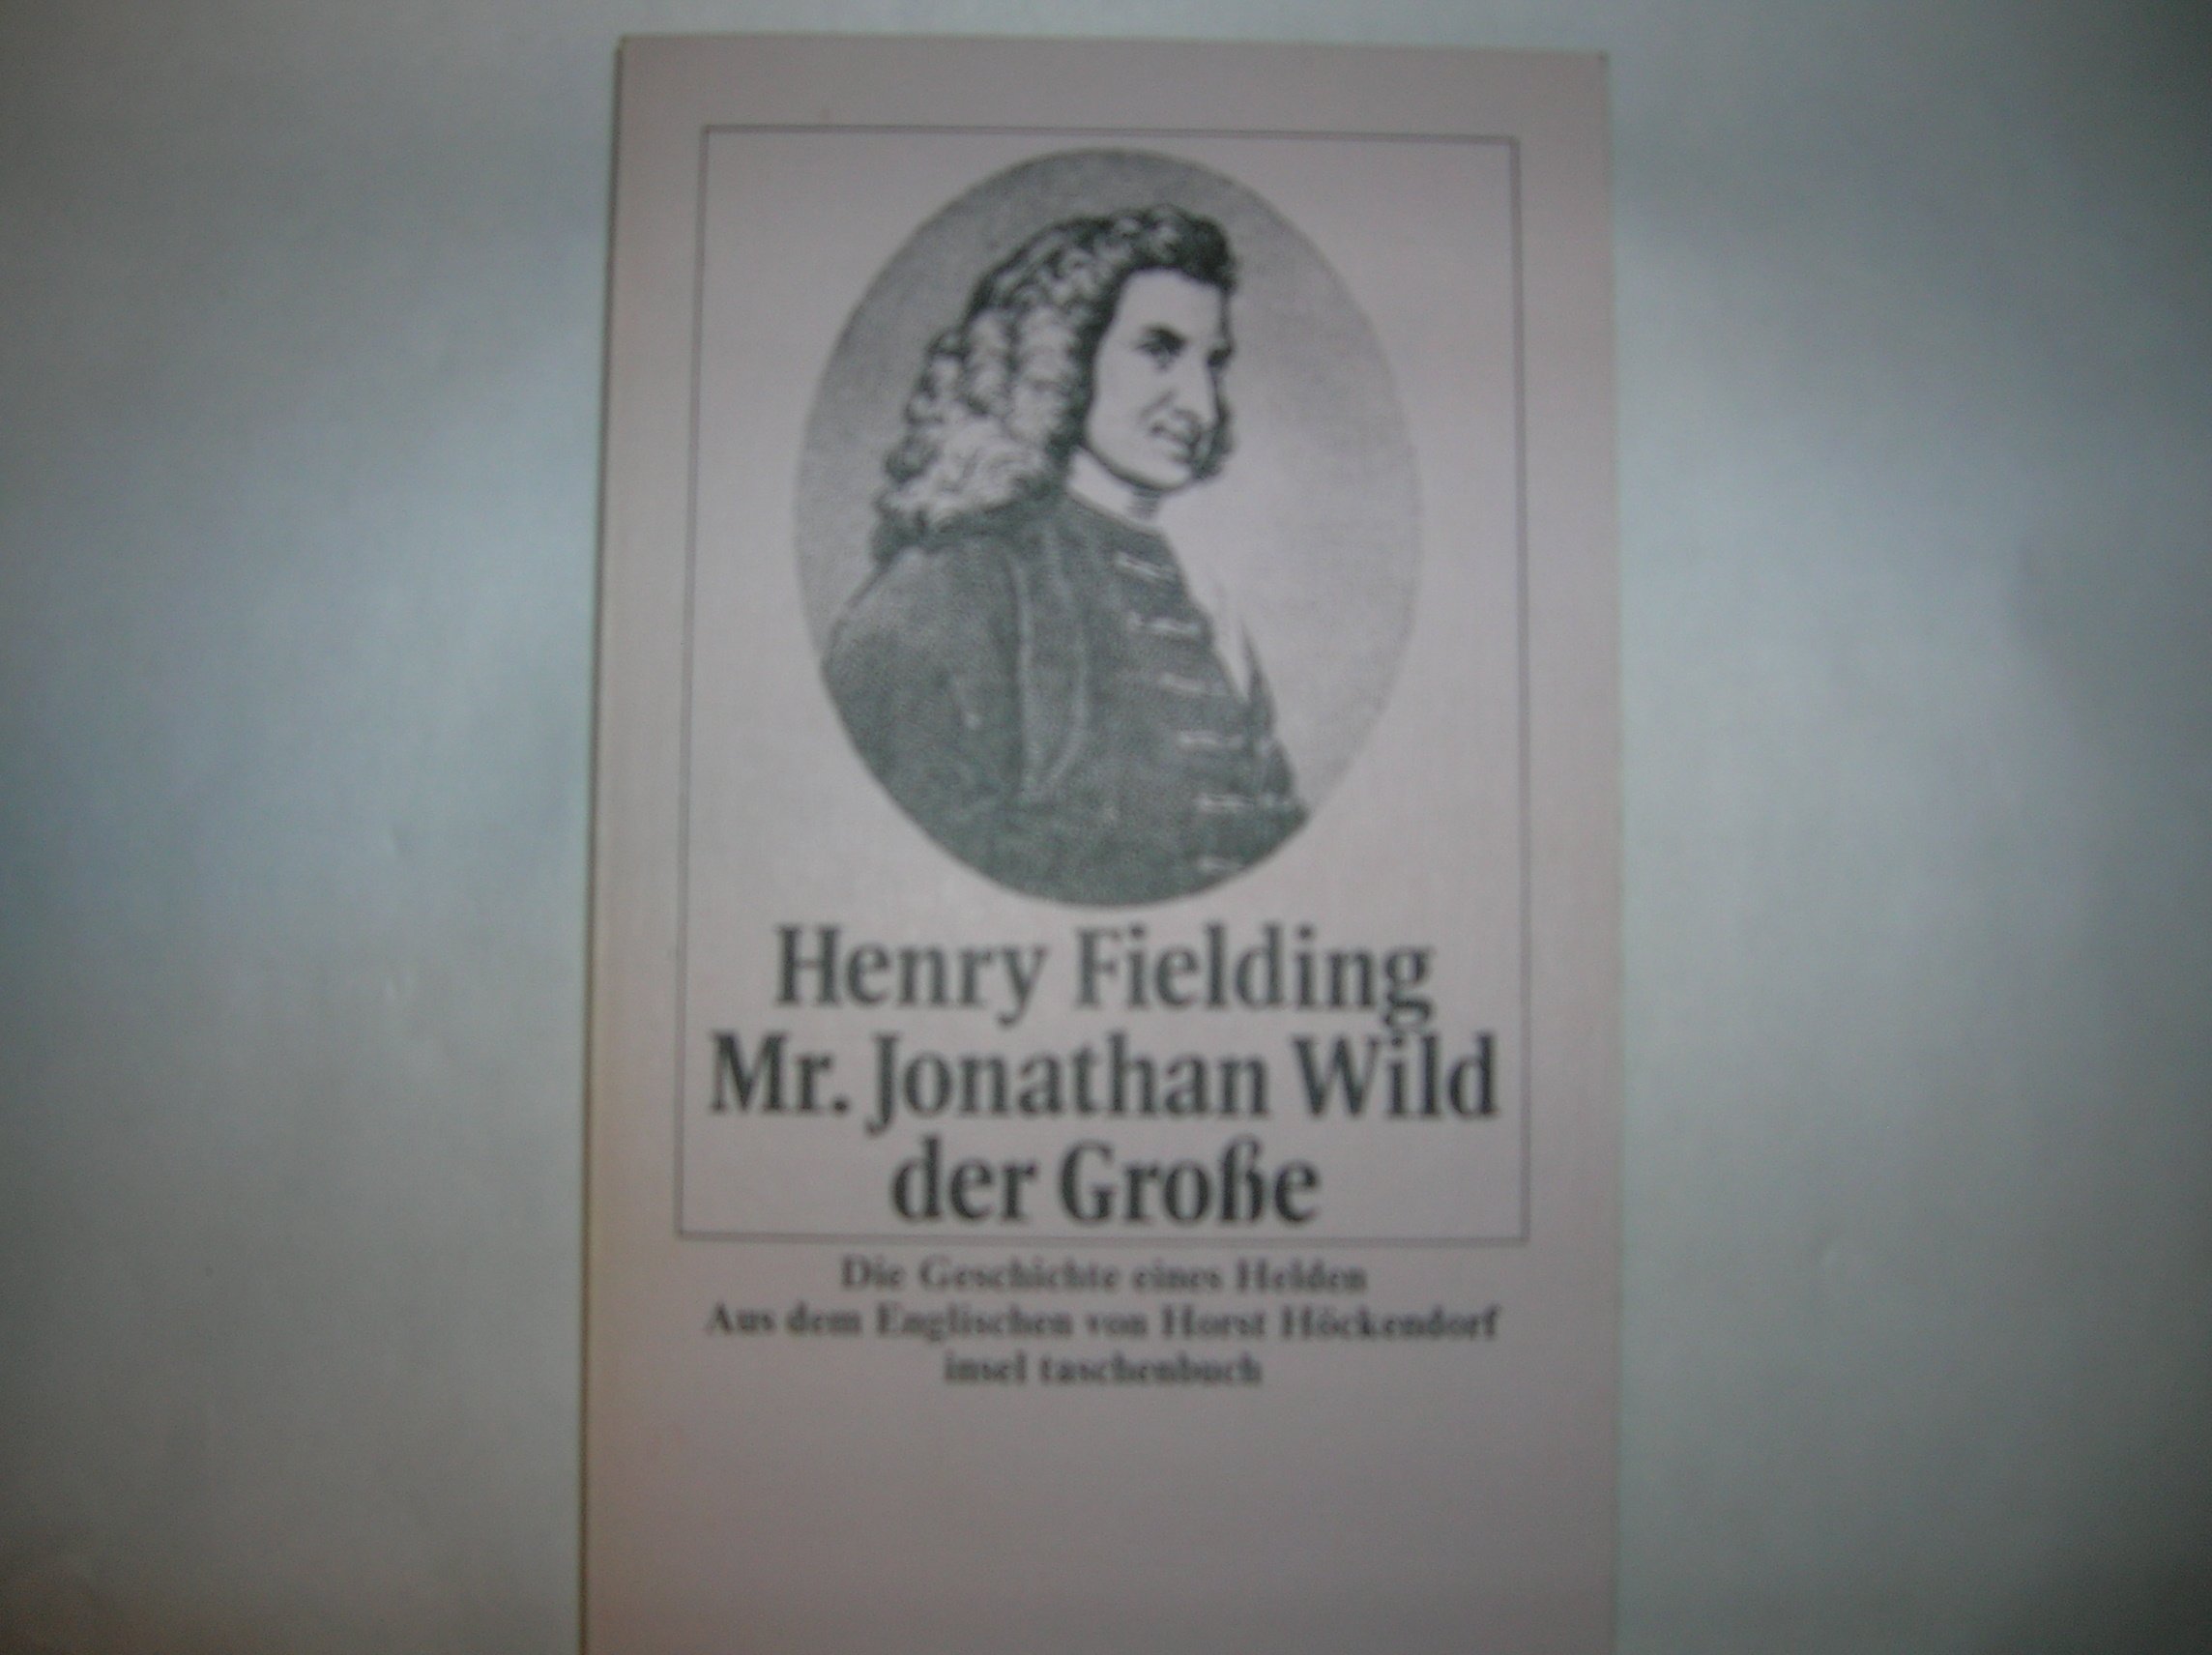 Henry Fielding
Mr. Jonathan Wild
der Große
Die Geschichte eines Helden
Aus dem Englischen von Horst Höckendorf
insel taschenbuch